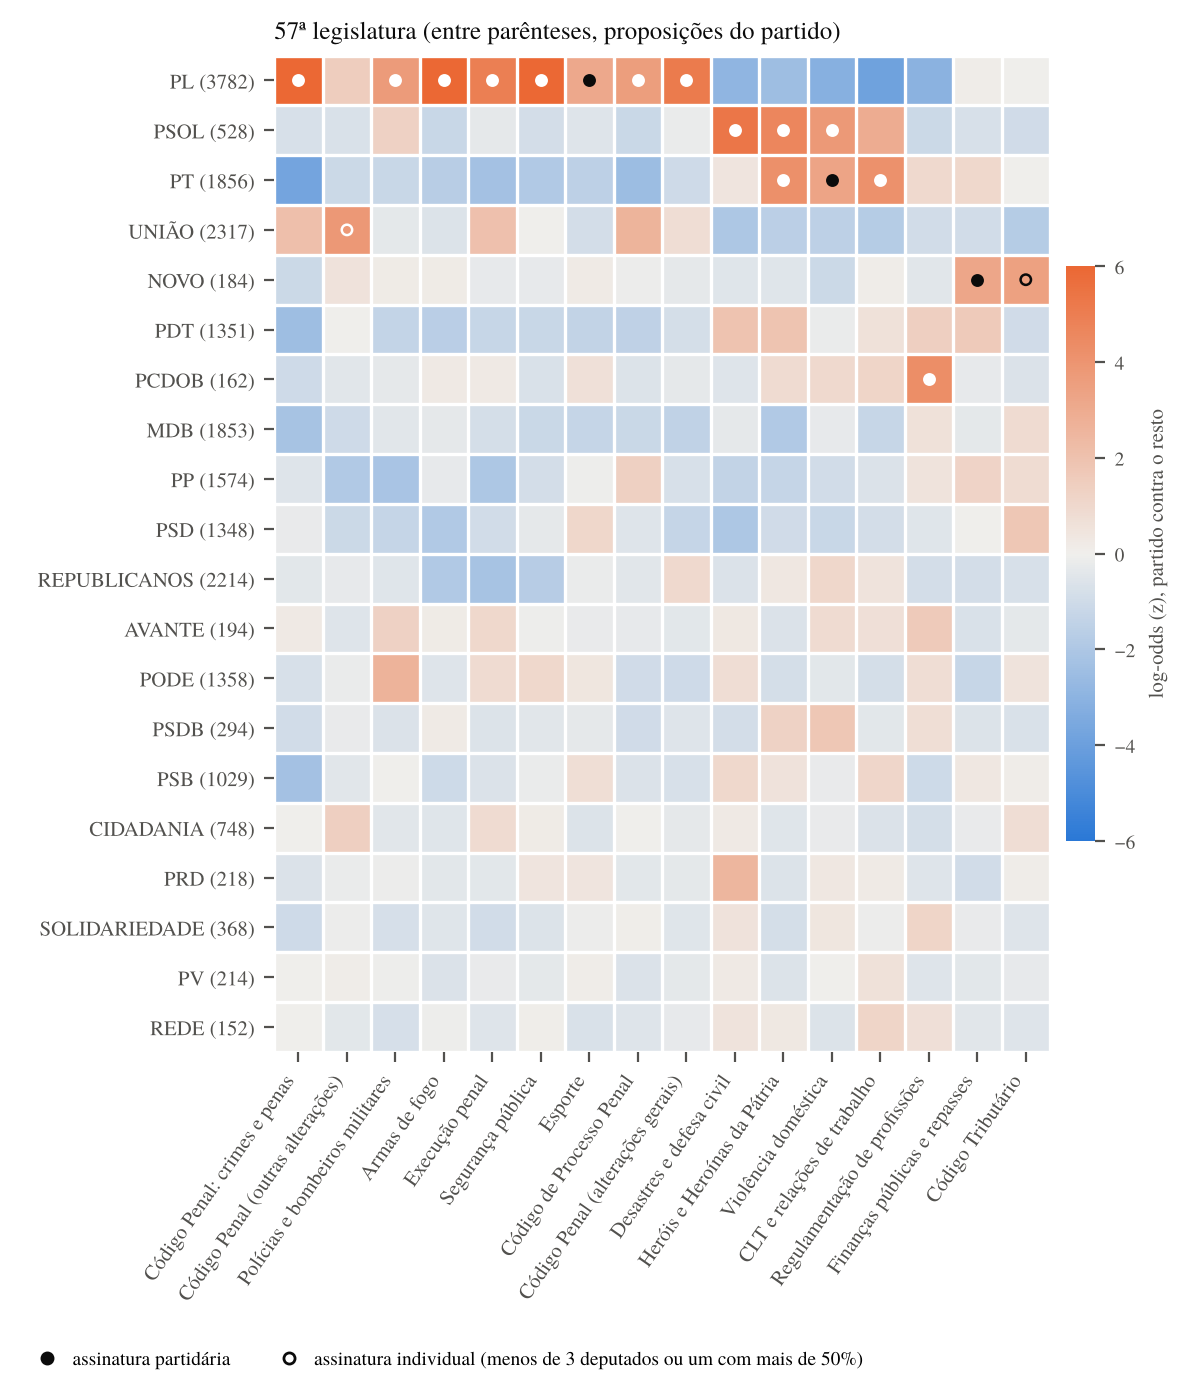 57ª legislatura (entre parênteses, proposições do partido)
PL (3782)
PSOL (528)
PT (1856)
UNIÃO (2317)
NOVO (184)
PDT (1351)
PCDOB (162)
MDB (1853)
PP (1574)
PSD (1348)
REPUBLICANOS (2214)
AVANTE (194)
PODE (1358)
PSDB (294)
PSB (1029)
CIDADANIA (748)
PRD (218)
SOLIDARIEDADE (368)
PV (214)
REDE (152)
6
4
2
0
−2
−4
−6
log-odds (z), partido contra o resto
Código Penal: crimes e penas
Código Penal (outras alterações)
Polícias e bombeiros militares
Armas de fogo
Execução penal
Segurança pública
Esporte
Código de Processo Penal
Código Penal (alterações gerais)
Desastres e defesa civil
Heróis e Heroínas da Pátria
Violência doméstica
CLT e relações de trabalho
Regulamentação de profissões
Finanças públicas e repasses
Código Tributário
assinatura partidária
assinatura individual (menos de 3 deputados ou um com mais de 50%)